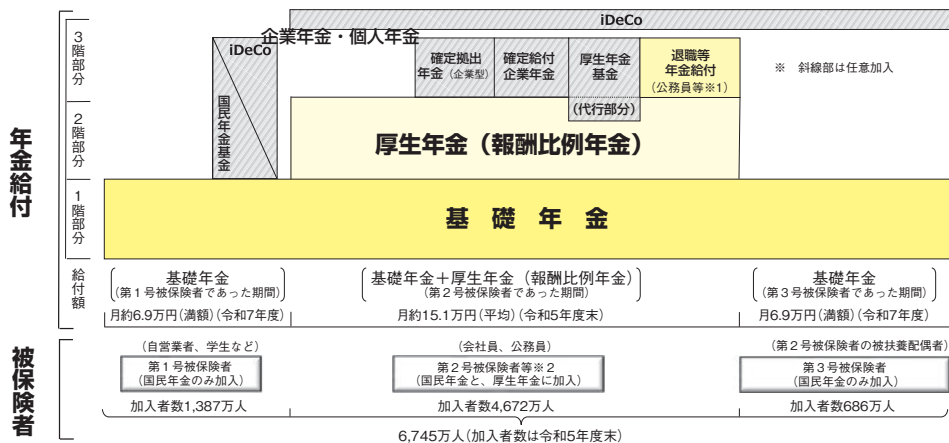 iDeCo
企業年金・個人年金
3階部分
iDeCo
国民年金基金
確定拠出
年金（企業型）
確定給付
企業年金
厚生年金
基金
（代行部分）
退職等
年金給付
（公務員等※1）
※　斜線部は任意加入
年金給付
2階部分
厚生年金（報酬比例年金）
1階部分
基 礎 年 金
給付額
基礎年金
（第1号被保険者であった期間）
月約6.9万円（満額）（令和7年度）
基礎年金＋厚生年金（報酬比例年金）
（第2号被保険者であった期間）
月約15.1万円（平均）（令和5年度末）
基礎年金
（第3号被保険者であった期間）
月6.9万円（満額）（令和7年度）
被保険者
（自営業者、学生など）
第1号被保険者
（国民年金のみ加入）
加入者数1,387万人
（会社員、公務員）
第2号被保険者等※2
（国民年金と、厚生年金に加入）
加入者数4,672万人
（第2号被保険者の被扶養配偶者）
第3号被保険者
（国民年金のみ加入）
加入者数686万人
6,745万人（加入者数は令和5年度末）